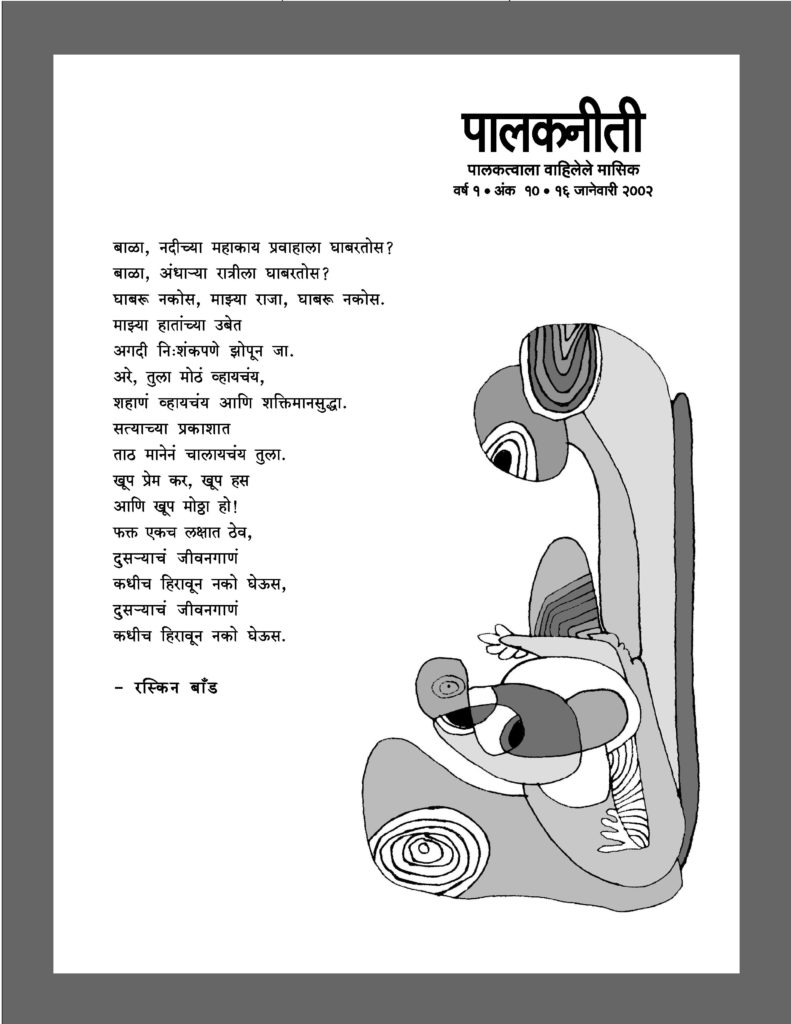 पालकनीती
पालकत्वाला वाहिलेले मासिक
वर्ष १ • अंक १० • १६ जानेवारी २००२
बाळा, नदीच्या महाकाय प्रवाहाला घाबरतोस?
बाळा, अंधाऱ्या रात्रीला घाबरतोस?
घाबरू नकोस, माझ्या राजा, घाबरू नकोस.
माझ्या हातांच्या उबेत
अगदी निःशंकपणे झोपून जा.
अरे, तुला मोठं व्हायचंय,
शहाणं व्हायचंय आणि शक्तिमानसुद्धा.
सत्याच्या प्रकाशात
ताठ मानेनं चालायचंय तुला.
खूप प्रेम कर, खूप हस
आणि खूप मोठ्ठा हो!
फक्त एकच लक्षात ठेव,
दुसऱ्याचं जीवनगाणं
कधीच हिरावून नको घेऊस,
दुसऱ्याचं जीवनगाणं
कधीच हिरावून नको घेऊस.
– रस्किन बाँड